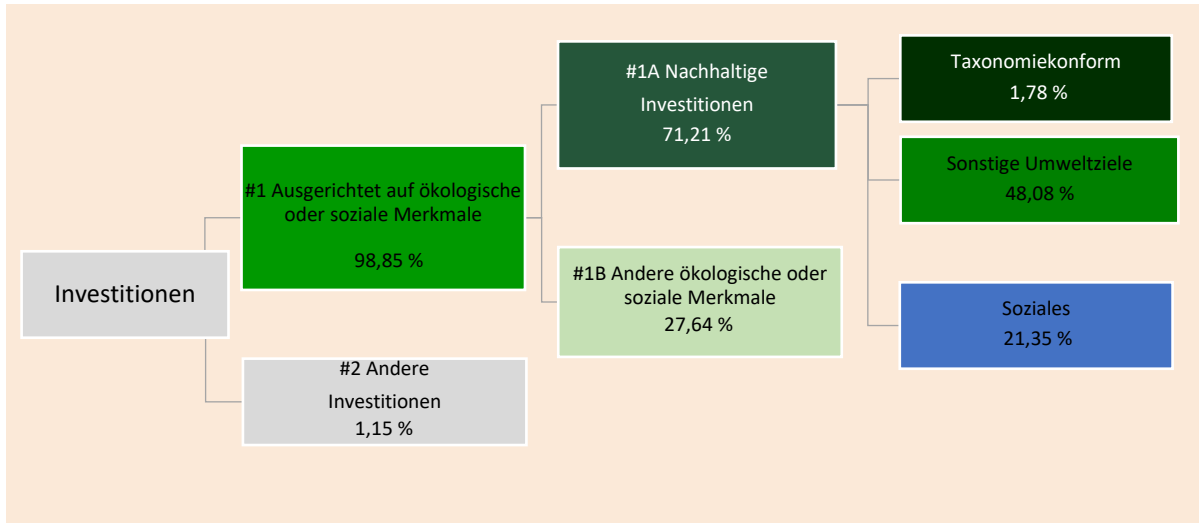 Investitionen
#1 Ausgerichtet auf ökologische
oder soziale Merkmale
98,85 %
#2 Andere
Investitionen
1,15 %
#1A Nachhaltige
Investitionen
71,21 %
#1B Andere ökologische oder
soziale Merkmale
27,64 %
Taxonomiekonform
1,78 %
Sonstige Umweltziele
48,08 %
Soziales
21,35 %